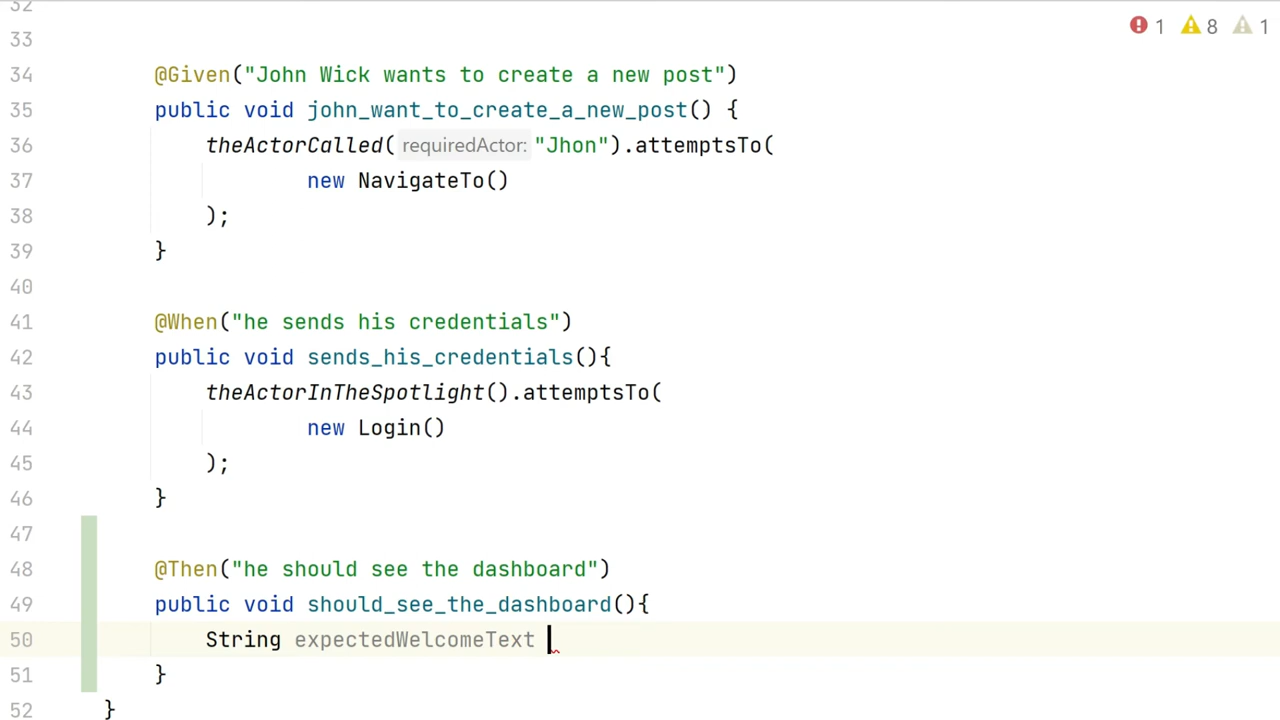 32
33 1 8 1
34 @Given("John Wick wants to create a new post")
35 public void john_want_to_create_a_new_post() {
36 theActorCalled( requiredActor: "Jhon").attemptsTo(
37 new NavigateTo()
38 );
39 }
40
41 @When("he sends his credentials")
42 public void sends_his_credentials(){
43 theActorInTheSpotlight().attemptsTo(
44 new Login()
45 );
46 }
47
48 @Then("he should see the dashboard")
49 public void should_see_the_dashboard(){
50 String expectedWelcomeText
51 }
52 }